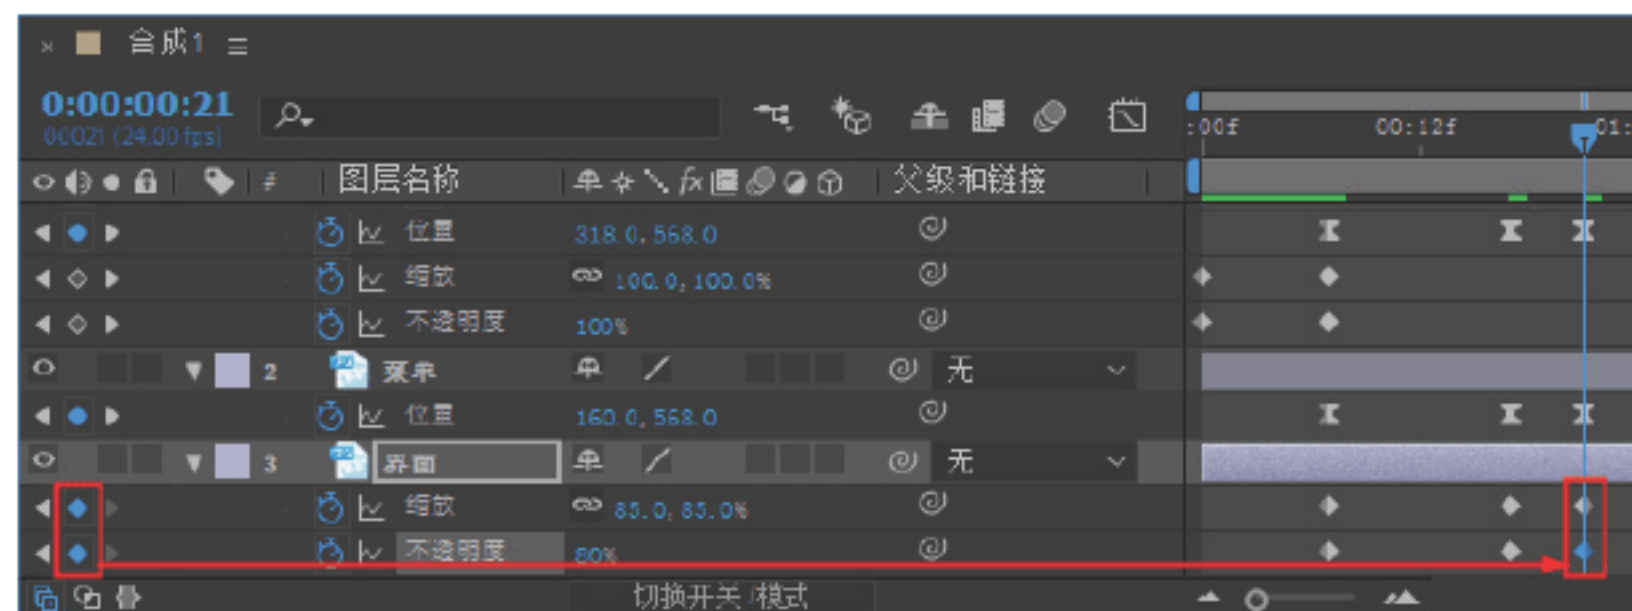 合成1
0:00:00:21
00021 (24.00 fps)
:00f 00:12f 01:
# 图层名称 fx 父级和链接
位置 318.0, 568.0
缩放 100.0, 100.0%
不透明度 100%
2 菜单 无
位置 160.0, 568.0
3 界面 无
缩放 85.0, 85.0%
不透明度 80%
切换开关/模式